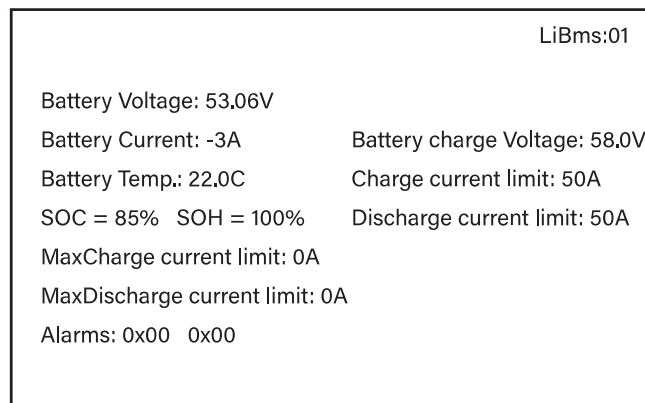 LiBms:01
Battery Voltage: 53.06V
Battery Current: -3A Battery charge Voltage: 58.0V
Battery Temp.: 22.0C Charge current limit: 50A
SOC = 85% SOH = 100% Discharge current limit: 50A
MaxCharge current limit: 0A
MaxDischarge current limit: 0A
Alarms: 0x00 0x00